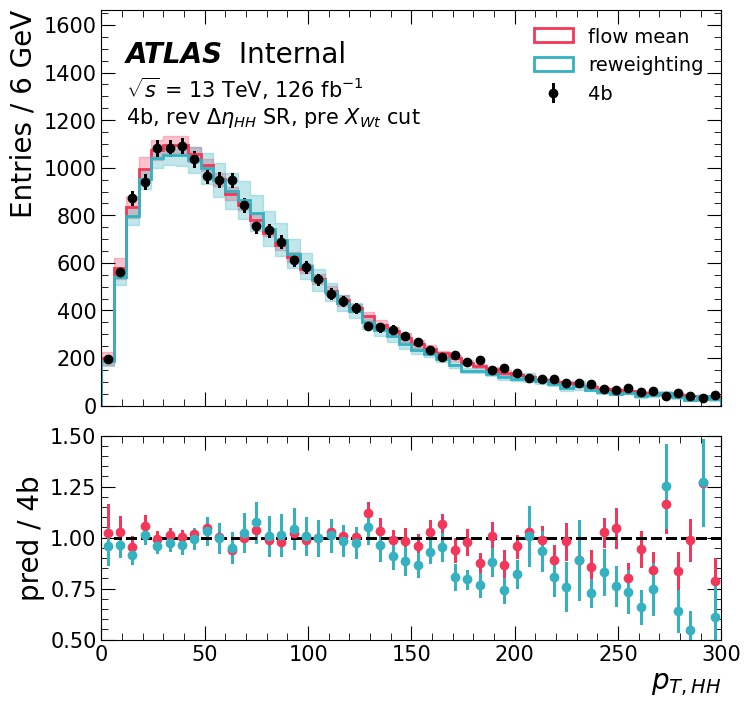 ATLAS Internal
√s = 13 TeV, 126 fb⁻¹
4b, rev Δη_HH SR, pre X_Wt cut
flow mean
reweighting
4b
Entries / 6 GeV
1600
1400
1200
1000
800
600
400
200
0
pred / 4b
1.50
1.25
1.00
0.75
0.50
0 50 100 150 200 250 300
p_T, HH